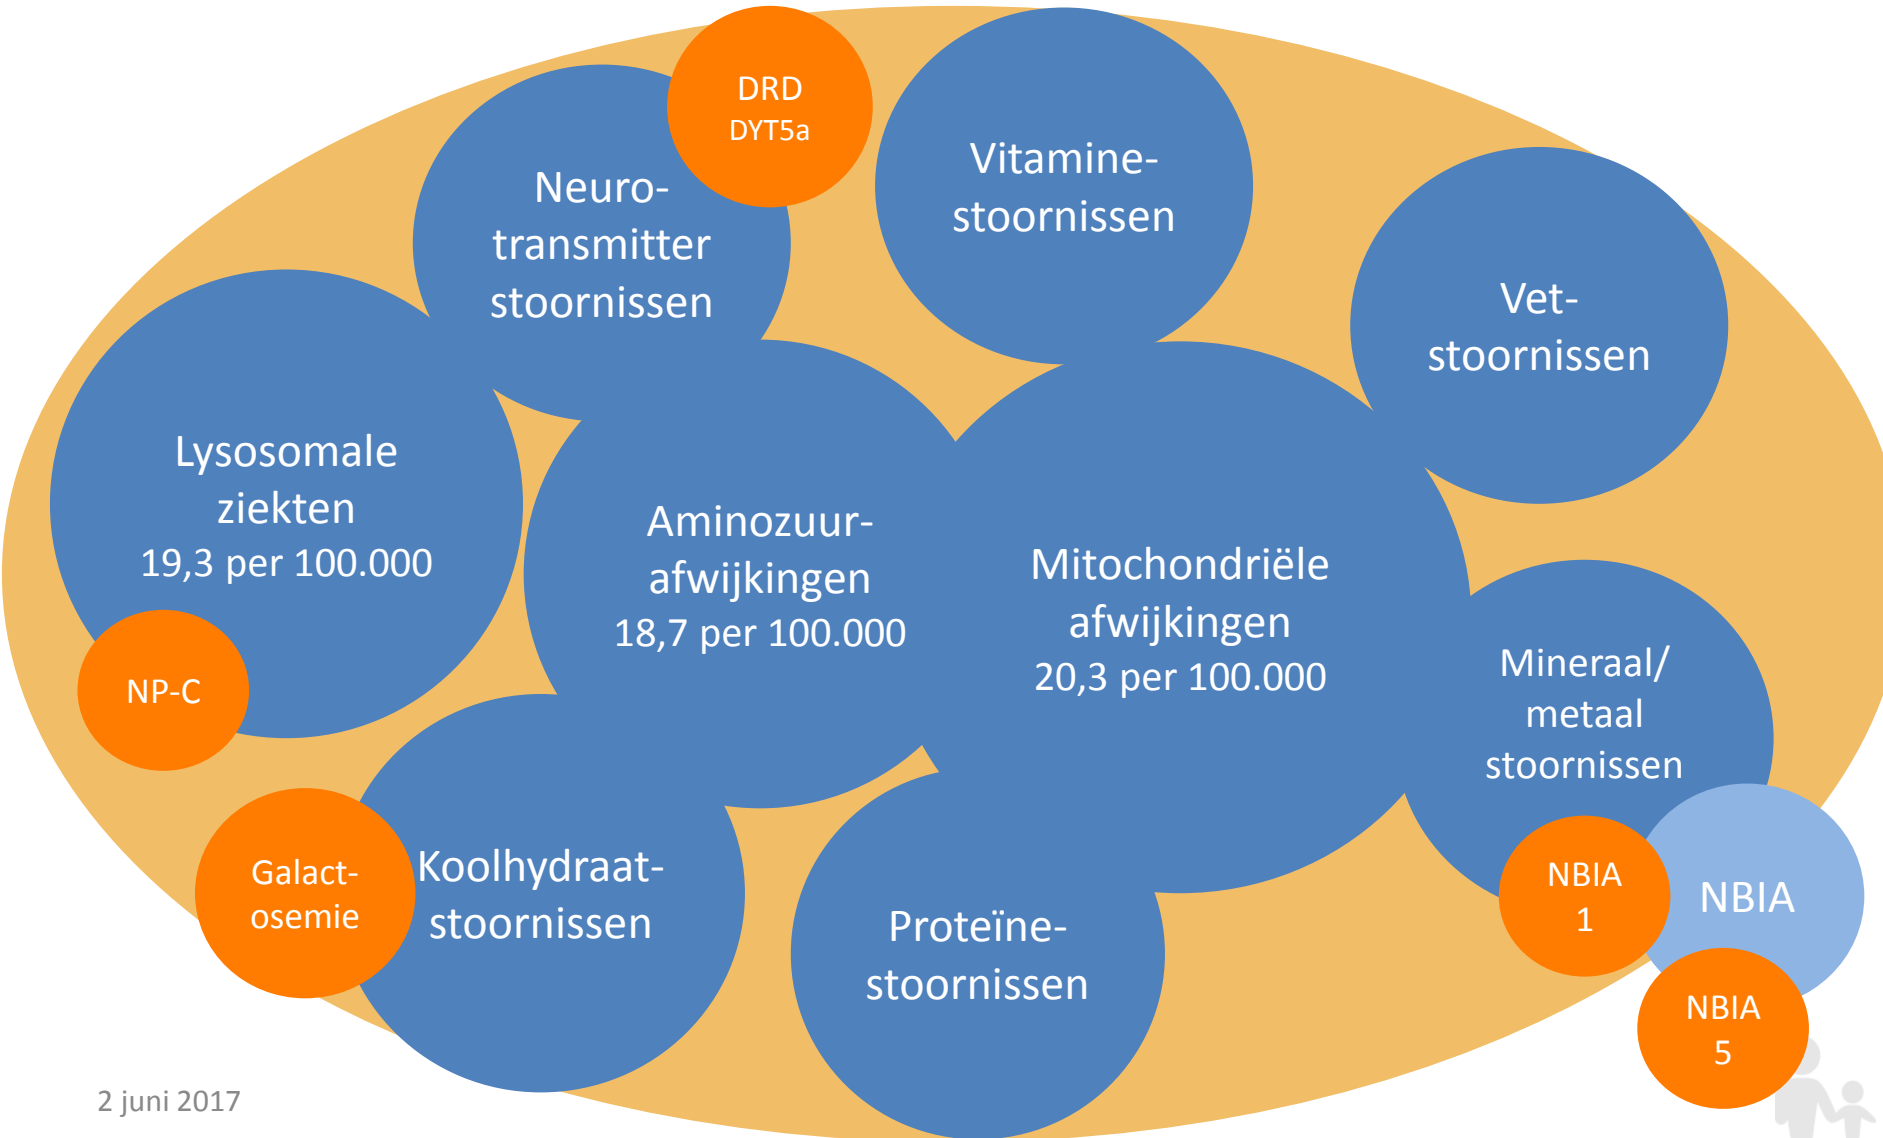 DRD
DYT5a
Neuro-
transmitter
stoornissen
Vitamine-
stoornissen
Vet-
stoornissen
Lysosomale
ziekten
19,3 per 100.000
Aminozuur-
afwijkingen
18,7 per 100.000
Mitochondriële
afwijkingen
20,3 per 100.000
Mineraal/
metaal
stoornissen
NP-C
Galact-
osemie
Koolhydraat-
stoornissen
Proteïne-
stoornissen
NBIA
1
NBIA
NBIA
5
2 juni 2017